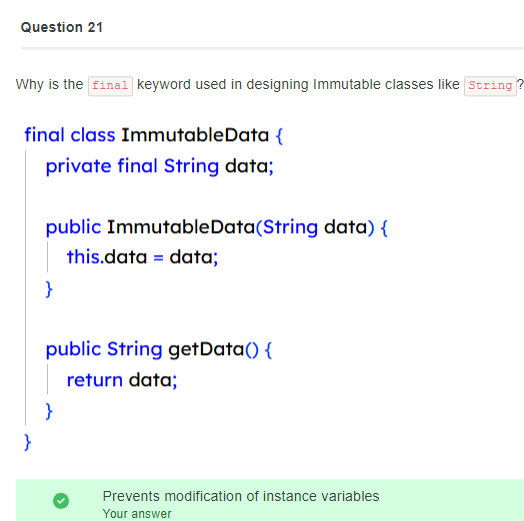 Question 21
Why is the final keyword used in designing Immutable classes like String?
final class ImmutableData {
private final String data;
public ImmutableData(String data) {
this.data = data;
}
public String getData() {
return data;
}
}
Prevents modification of instance variables
Your answer